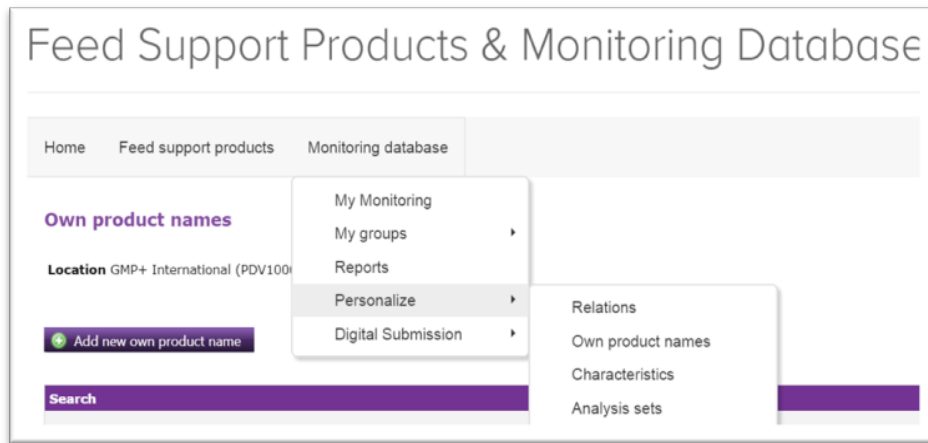 Feed Support Products & Monitoring Database
Home Feed support products Monitoring database
Own product names
Location GMP+ International
My Monitoring
My groups
Reports
Personalize
Digital Submission
Relations
Own product names
Characteristics
Analysis sets
Add new own product name
Search